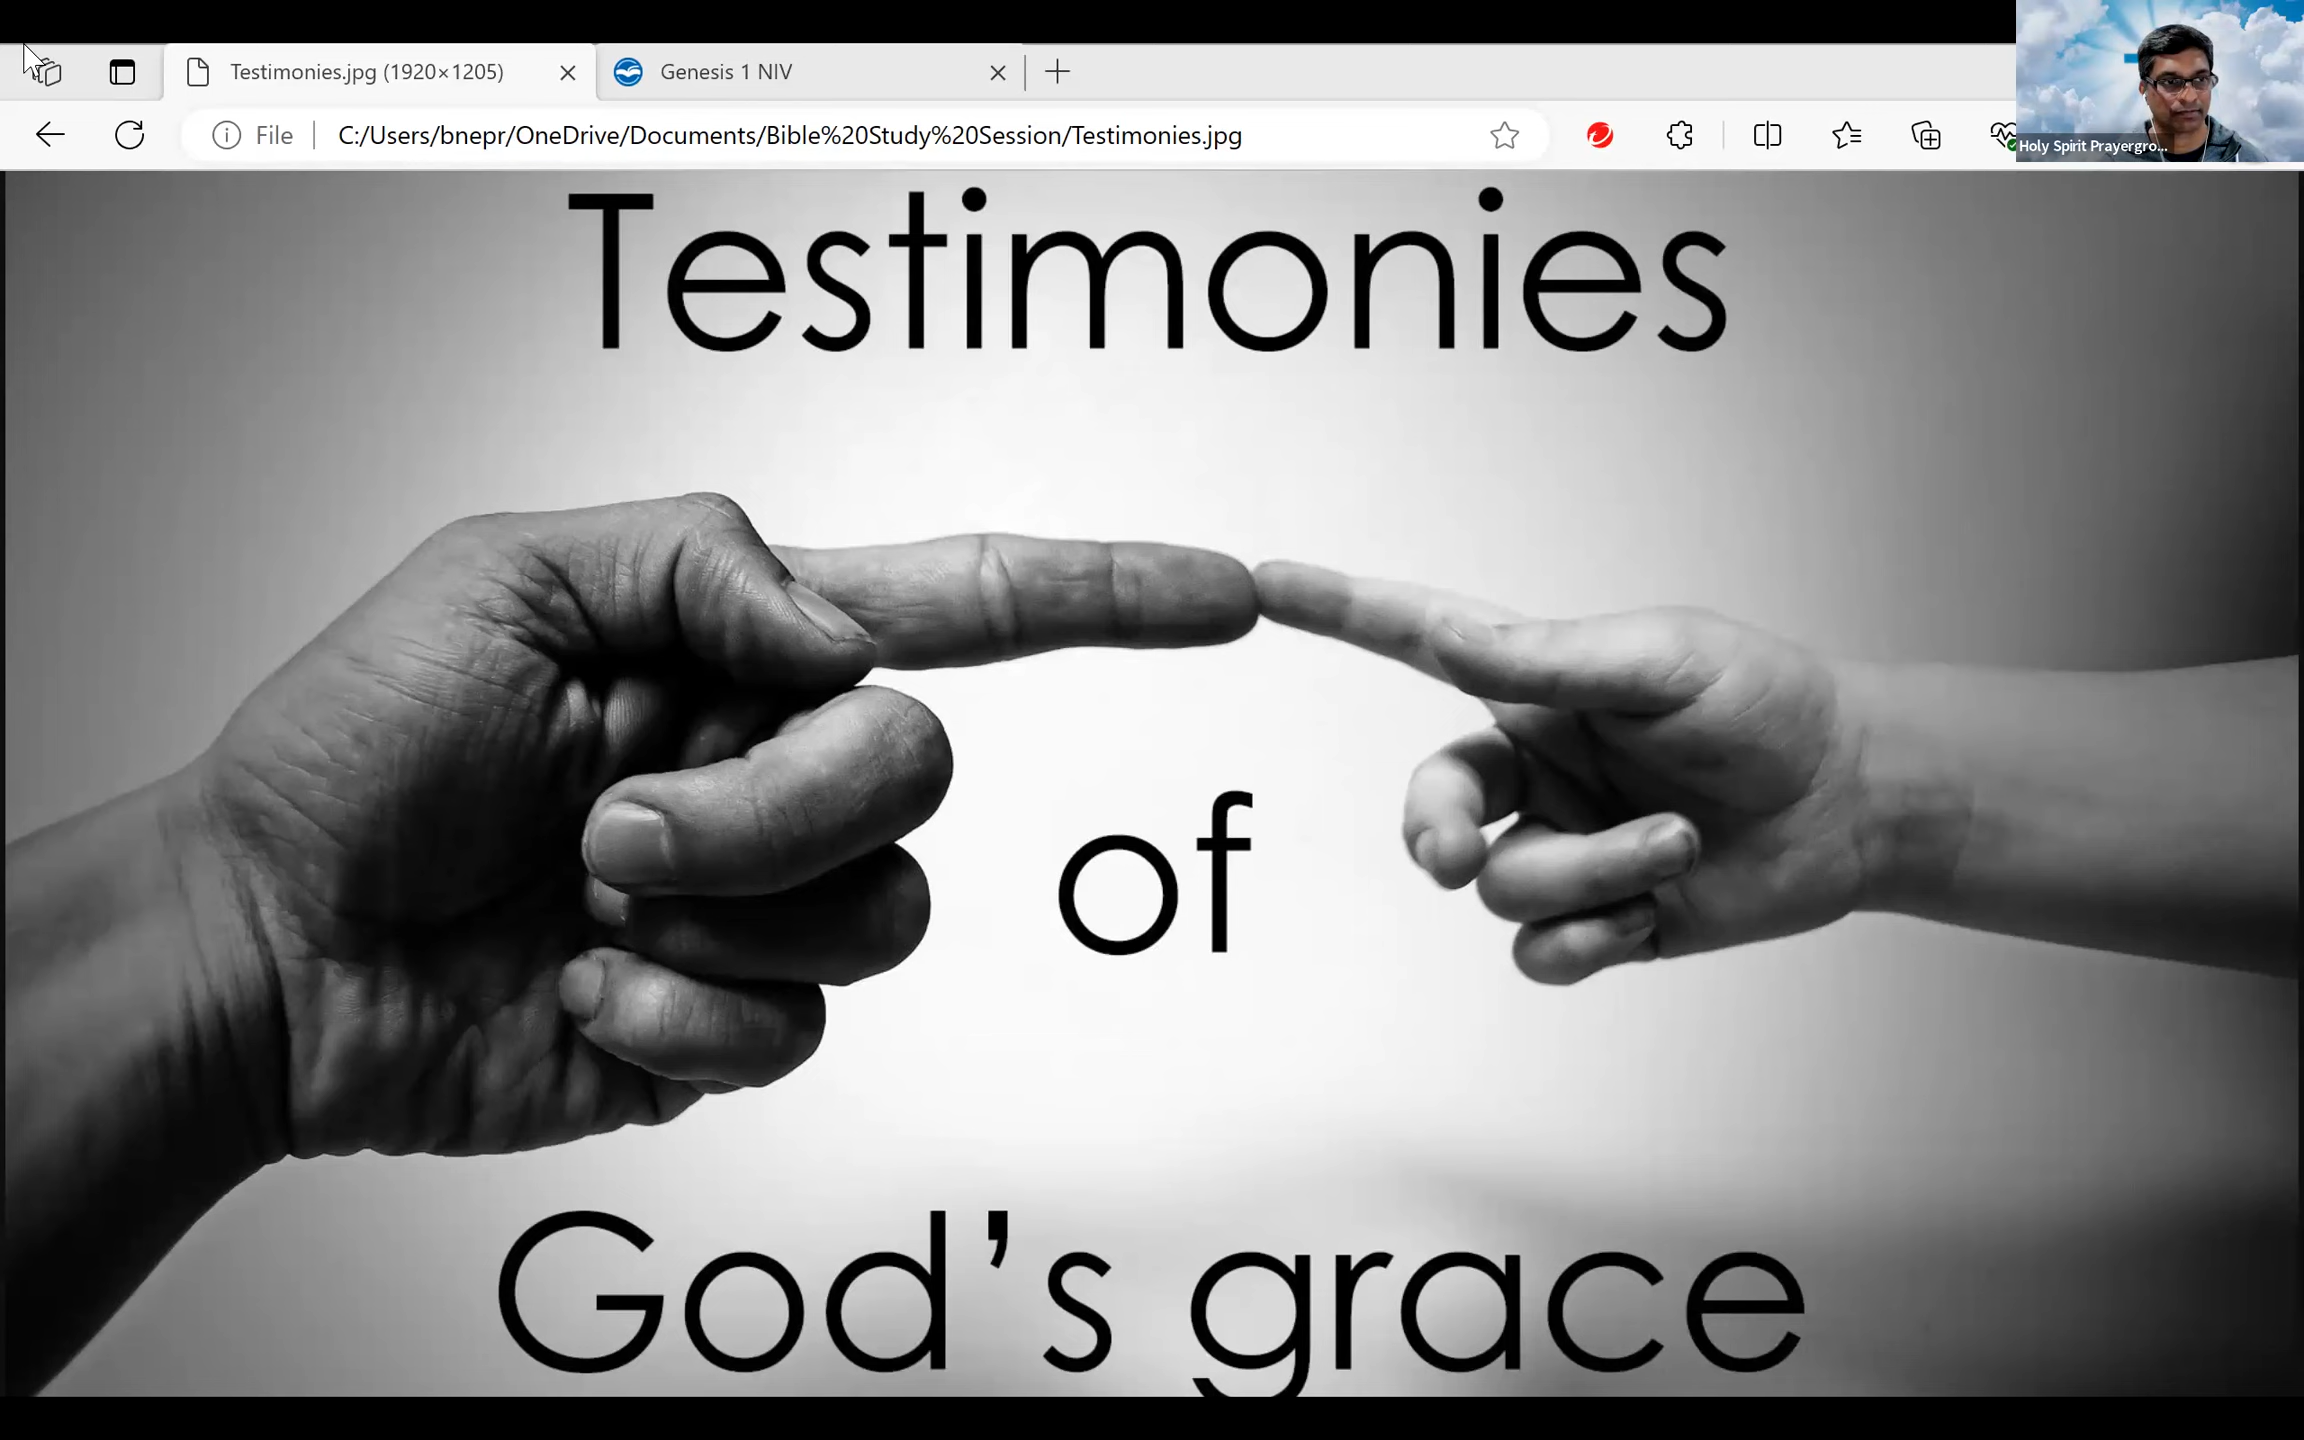 Testimonies.jpg (1920×1205)
Genesis 1 NIV
File
C:/Users/bnepr/OneDrive/Documents/Bible%20Study%20Session/Testimonies.jpg
Holy Spirit Prayergro...
Testimonies
of
God’s grace